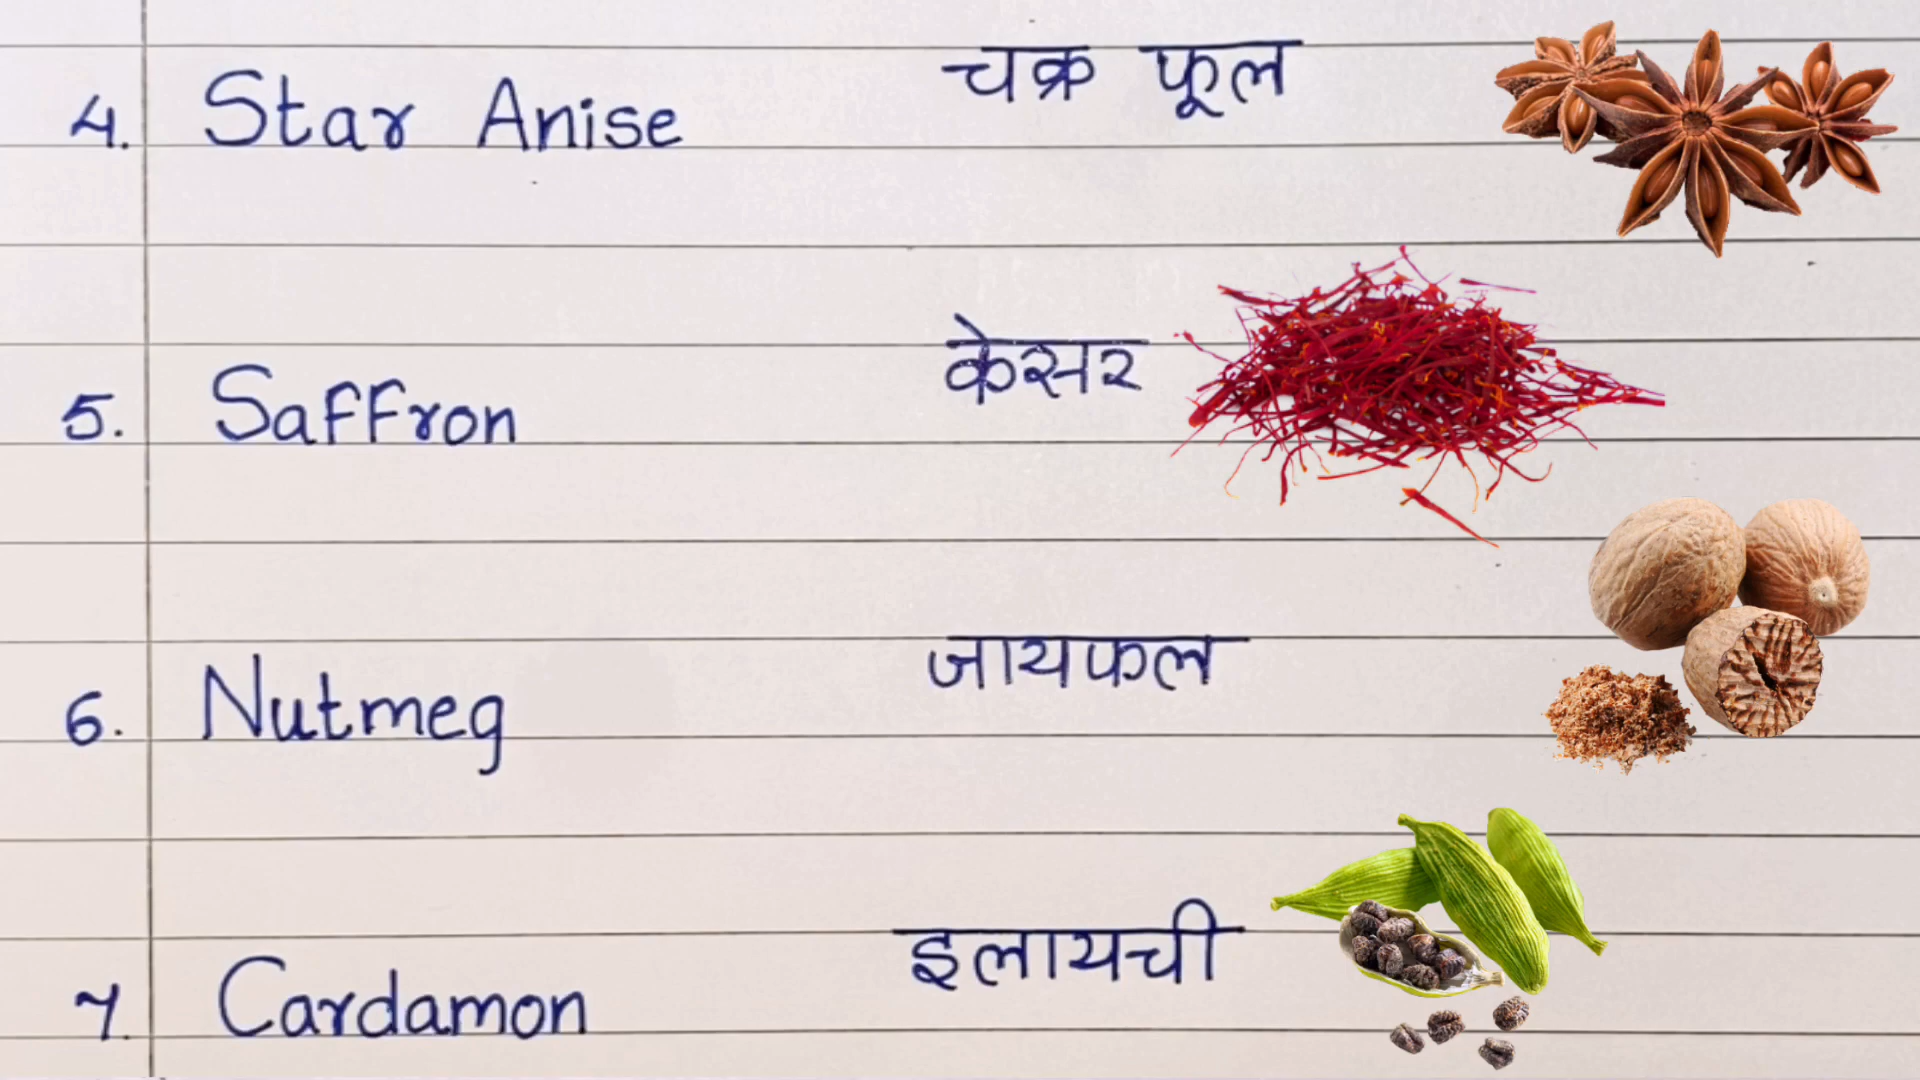 4. Star Anise चक्र फूल
5. Saffron केसर
6. Nutmeg जायफल
7. Cardamon इलायची